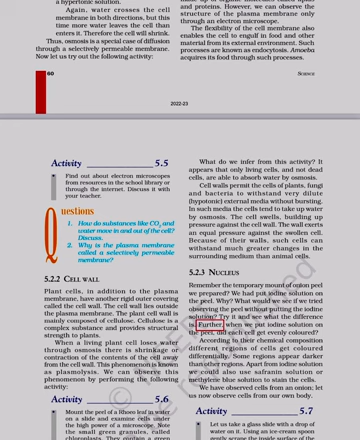 a hypertonic solution.
Again, water crosses the cell
membrane in both directions, but this
time more water leaves the cell than
enters it. Therefore the cell will shrink.
Thus, osmosis is a special case of diffusion
through a selectively permeable membrane.
Now let us try out the following activity:
and proteins. However, we can observe the
structure of the plasma membrane only
through an electron microscope.
The flexibility of the cell membrane also
enables the cell to engulf in food and other
material from its external environment. Such
processes are known as endocytosis. Amoeba
acquires its food through such processes.
60
SCIENCE
2022-23
Activity 5.5
Find out about electron microscopes
from resources in the school library or
through the internet. Discuss it with
your teacher.
Questions
1. How do substances like CO2 and
water move in and out of the cell?
Discuss.
2. Why is the plasma membrane
called a selectively permeable
membrane?
5.2.2 CELL WALL
Plant cells, in addition to the plasma
membrane, have another rigid outer covering
called the cell wall. The cell wall lies outside
the plasma membrane. The plant cell wall is
mainly composed of cellulose. Cellulose is a
complex substance and provides structural
strength to plants.
When a living plant cell loses water
through osmosis there is shrinkage or
contraction of the contents of the cell away
from the cell wall. This phenomenon is known
as plasmolysis. We can observe this
phenomenon by performing the following
activity:
Activity 5.6
Mount the peel of a Rhoeo leaf in water
on a slide and examine cells under
the high power of a microscope. Note
the small green granules, called
chloroplasts. They contain a green
What do we infer from this activity? It
appears that only living cells, and not dead
cells, are able to absorb water by osmosis.
Cell walls permit the cells of plants, fungi
and bacteria to withstand very dilute
(hypotonic) external media without bursting.
In such media the cells tend to take up water
by osmosis. The cell swells, building up
pressure against the cell wall. The wall exerts
an equal pressure against the swollen cell.
Because of their walls, such cells can
withstand much greater changes in the
surrounding medium than animal cells.
5.2.3 NUCLEUS
Remember the temporary mount of onion peel
we prepared? We had put iodine solution on
the peel. Why? What would we see if we tried
observing the peel without putting the iodine
solution? Try it and see what the difference
is. Further, when we put iodine solution on
the peel, did each cell get evenly coloured?
According to their chemical composition
different regions of cells get coloured
differentially. Some regions appear darker
than other regions. Apart from iodine solution
we could also use safranin solution or
methylene blue solution to stain the cells.
We have observed cells from an onion; let
us now observe cells from our own body.
Activity 5.7
Let us take a glass slide with a drop of
water on it. Using an ice-cream spoon
gently scrape the inside surface of the